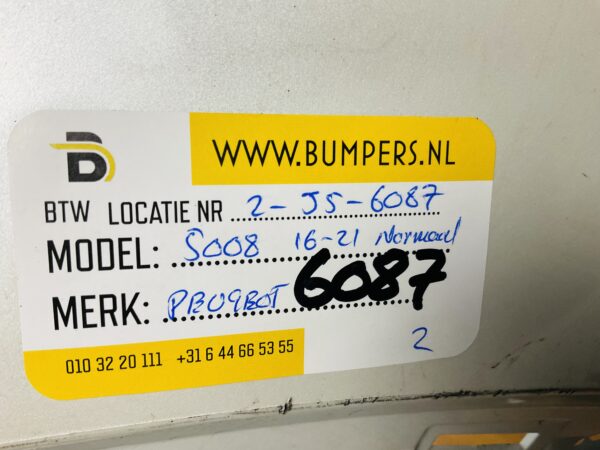 B
WWW.BUMPERS.NL
BTW LOCATIE NR 2-J5-6087
MODEL: 5008 16-21 Normaal
MERK: PEUGEOT 6087
010 32 20 111 +31 6 44 66 53 55
2